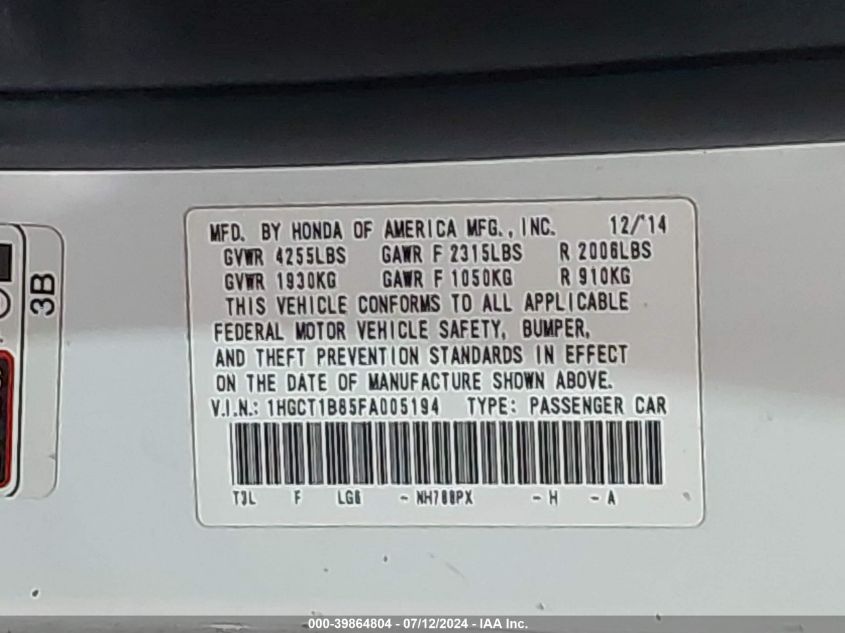 MFD. BY HONDA OF AMERICA MFG., INC. 12/'14
GVWR 4255LBS GAWR F 2315LBS R 2006LBS
GVWR 1930KG GAWR F 1050KG R 910KG
THIS VEHICLE CONFORMS TO ALL APPLICABLE
FEDERAL MOTOR VEHICLE SAFETY, BUMPER,
AND THEFT PREVENTION STANDARDS IN EFFECT
ON THE DATE OF MANUFACTURE SHOWN ABOVE.
V.I.N.: 1HGCT1B85FA005194 TYPE: PASSENGER CAR
T3L F LG6 - NH788PX - H - A
3B
000-39864804 - 07/12/2024 - IAA Inc.